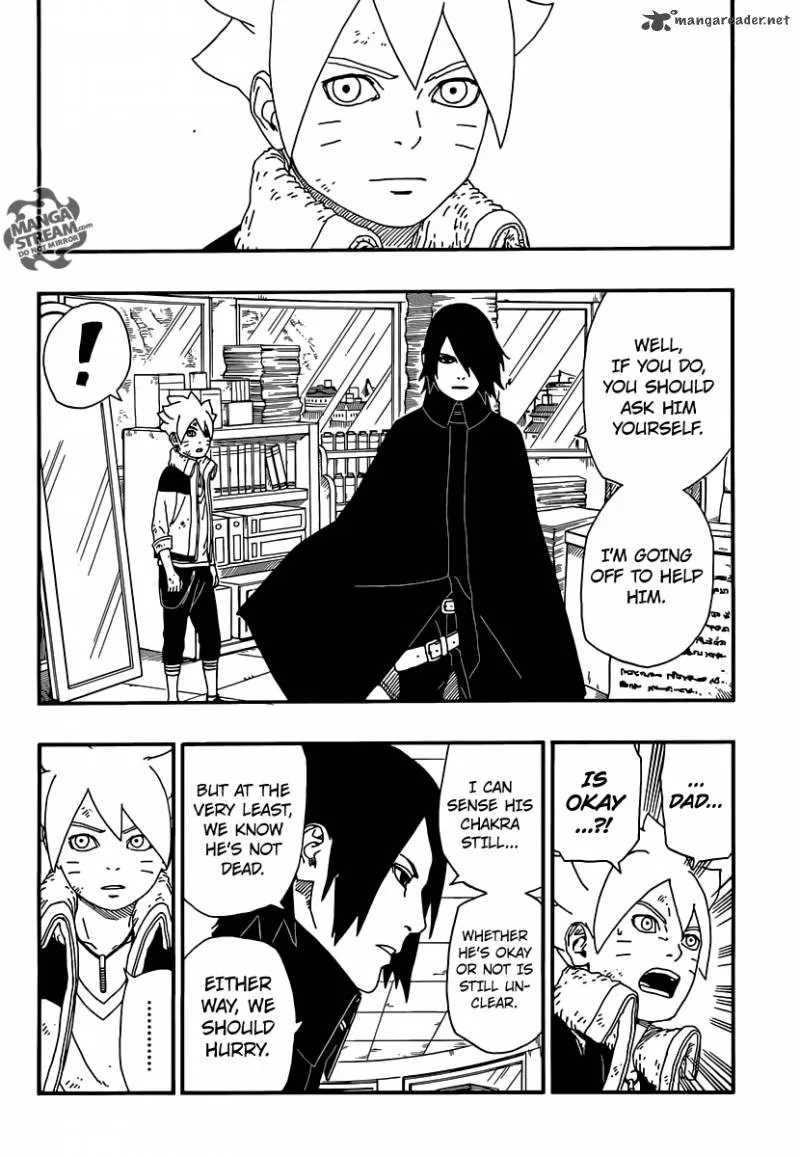 mangareader.net
MANGA
STREAM.com
DO NOT MIRROR!
!
WELL,
IF YOU DO,
YOU SHOULD
ASK HIM
YOURSELF.
I'M GOING
OFF TO HELP
HIM.
...
DAD...
IS
OKAY
...?!
I CAN
SENSE HIS
CHAKRA
STILL...
WHETHER
HE'S OKAY
OR NOT IS
STILL UN-
CLEAR.
BUT AT THE
VERY LEAST,
WE KNOW
HE'S NOT
DEAD.
EITHER
WAY, WE
SHOULD
HURRY.
.........